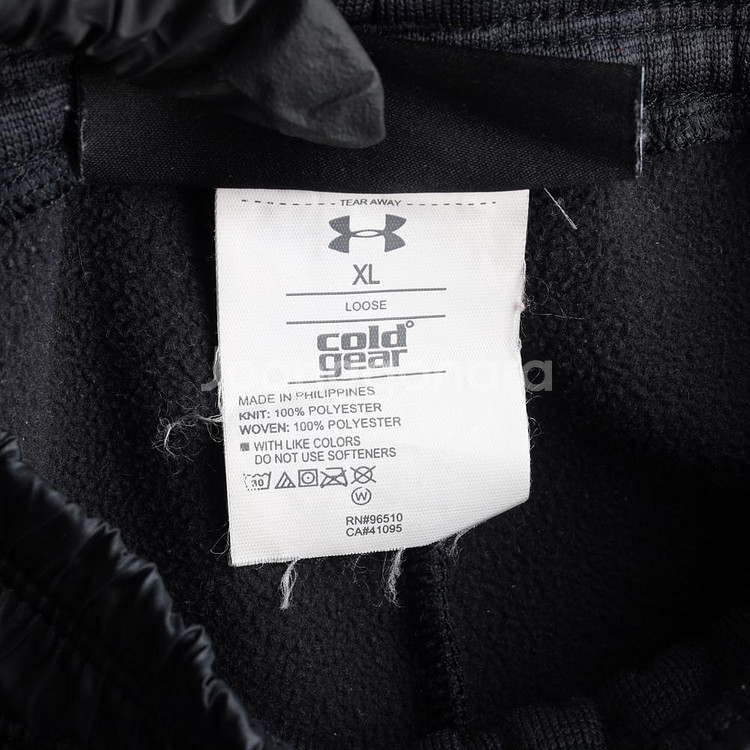 TEAR AWAY
XL
LOOSE
cold°
gear
MADE IN PHILIPPINES
KNIT: 100% POLYESTER
WOVEN: 100% POLYESTER
WITH LIKE COLORS
DO NOT USE SOFTENERS
30
W
RN#96510
CA#41095